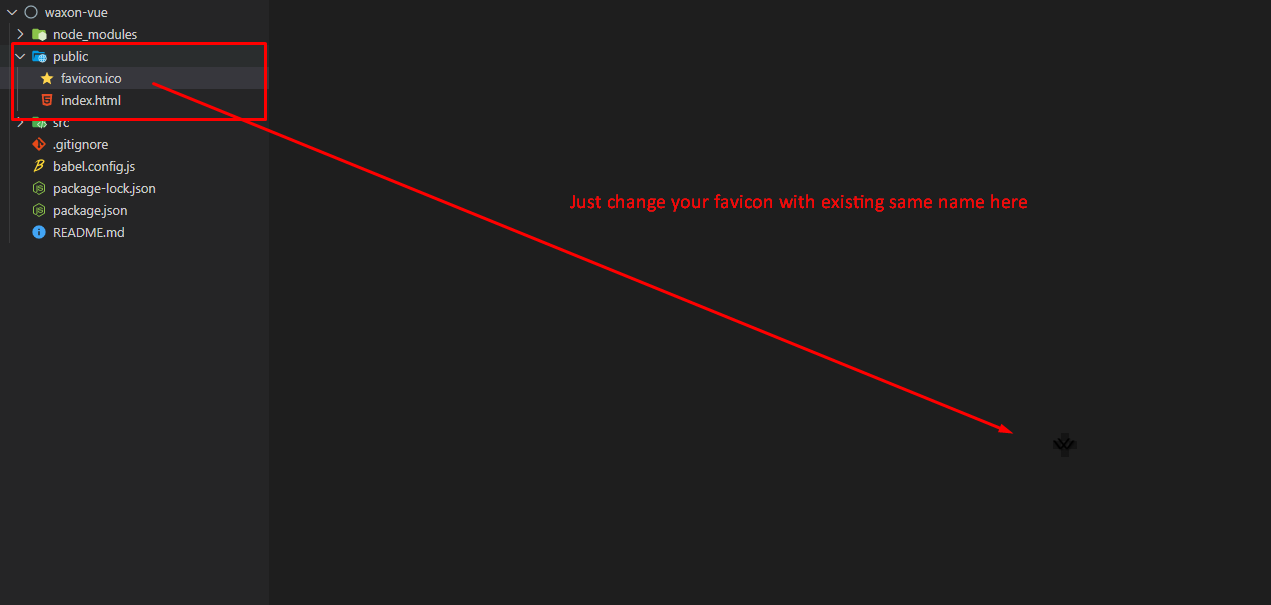 waxon-vue
node_modules
public
favicon.ico
index.html
src
.gitignore
babel.config.js
package-lock.json
package.json
README.md
Just change your favicon with existing same name here